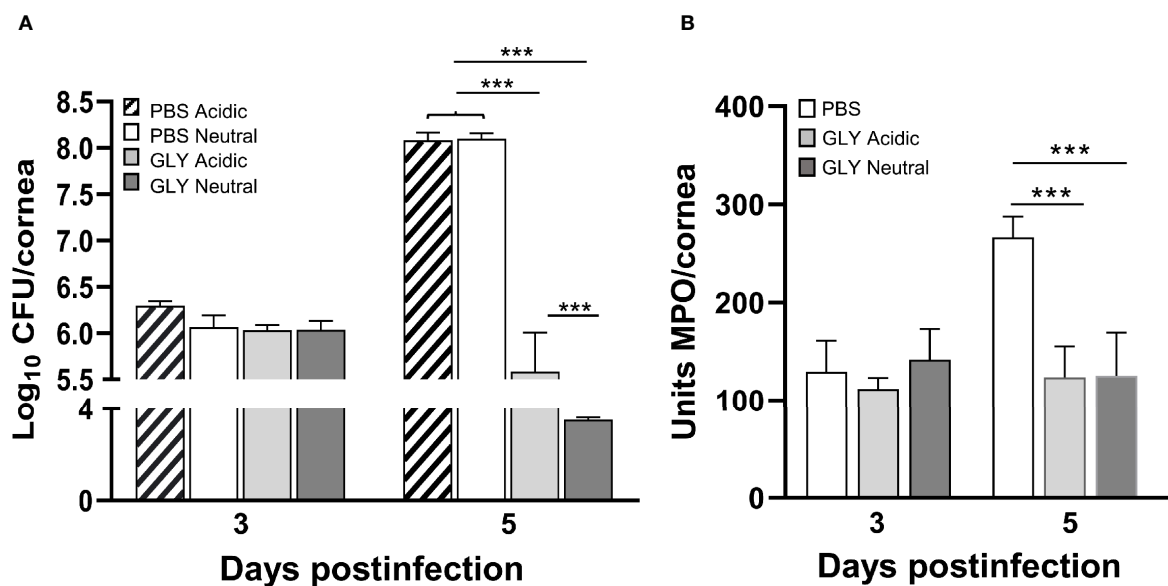 A
Log10 CFU/cornea
8.5
8.0
7.5
7.0
6.5
6.0
5.5
4
0
PBS Acidic
PBS Neutral
GLY Acidic
GLY Neutral
***
***
***
3
5
Days postinfection
B
Units MPO/cornea
400
300
200
100
0
PBS
GLY Acidic
GLY Neutral
***
***
3
5
Days postinfection